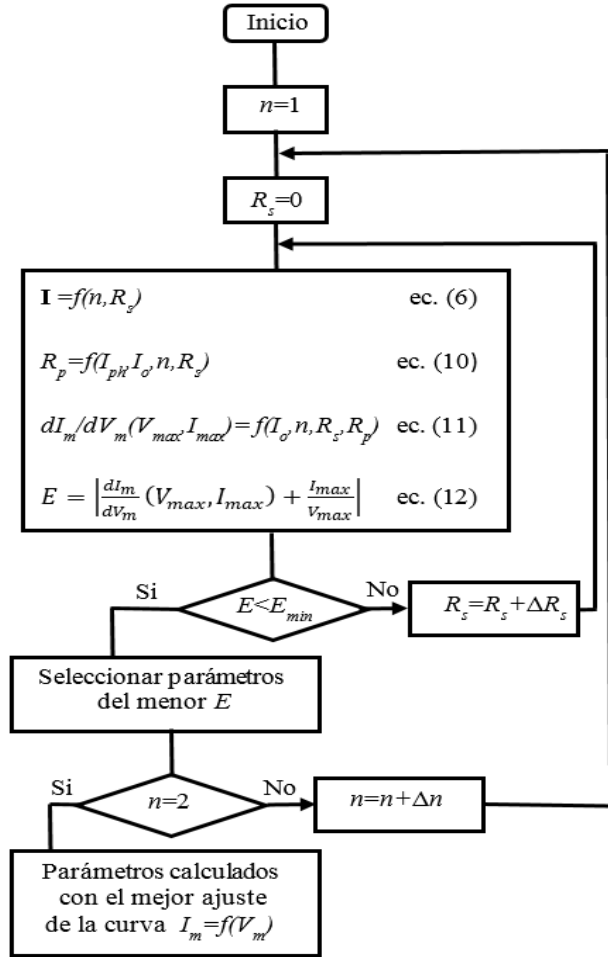 Inicio
n=1
R_s=0
I =f(n,R_s) ec. (6)
R_p=f(I_ph,I_o,n,R_s) ec. (10)
dI_m/dV_m(V_max,I_max)=f(I_o,n,R_s,R_p) ec. (11)
E = |dI_m/dV_m (V_max, I_max) + I_max/V_max| ec. (12)
Si
E<E_min
No
R_s=R_s+ΔR_s
Seleccionar parámetros
del menor E
Si
n=2
No
n=n+Δn
Parámetros calculados
con el mejor ajuste
de la curva I_m=f(V_m)